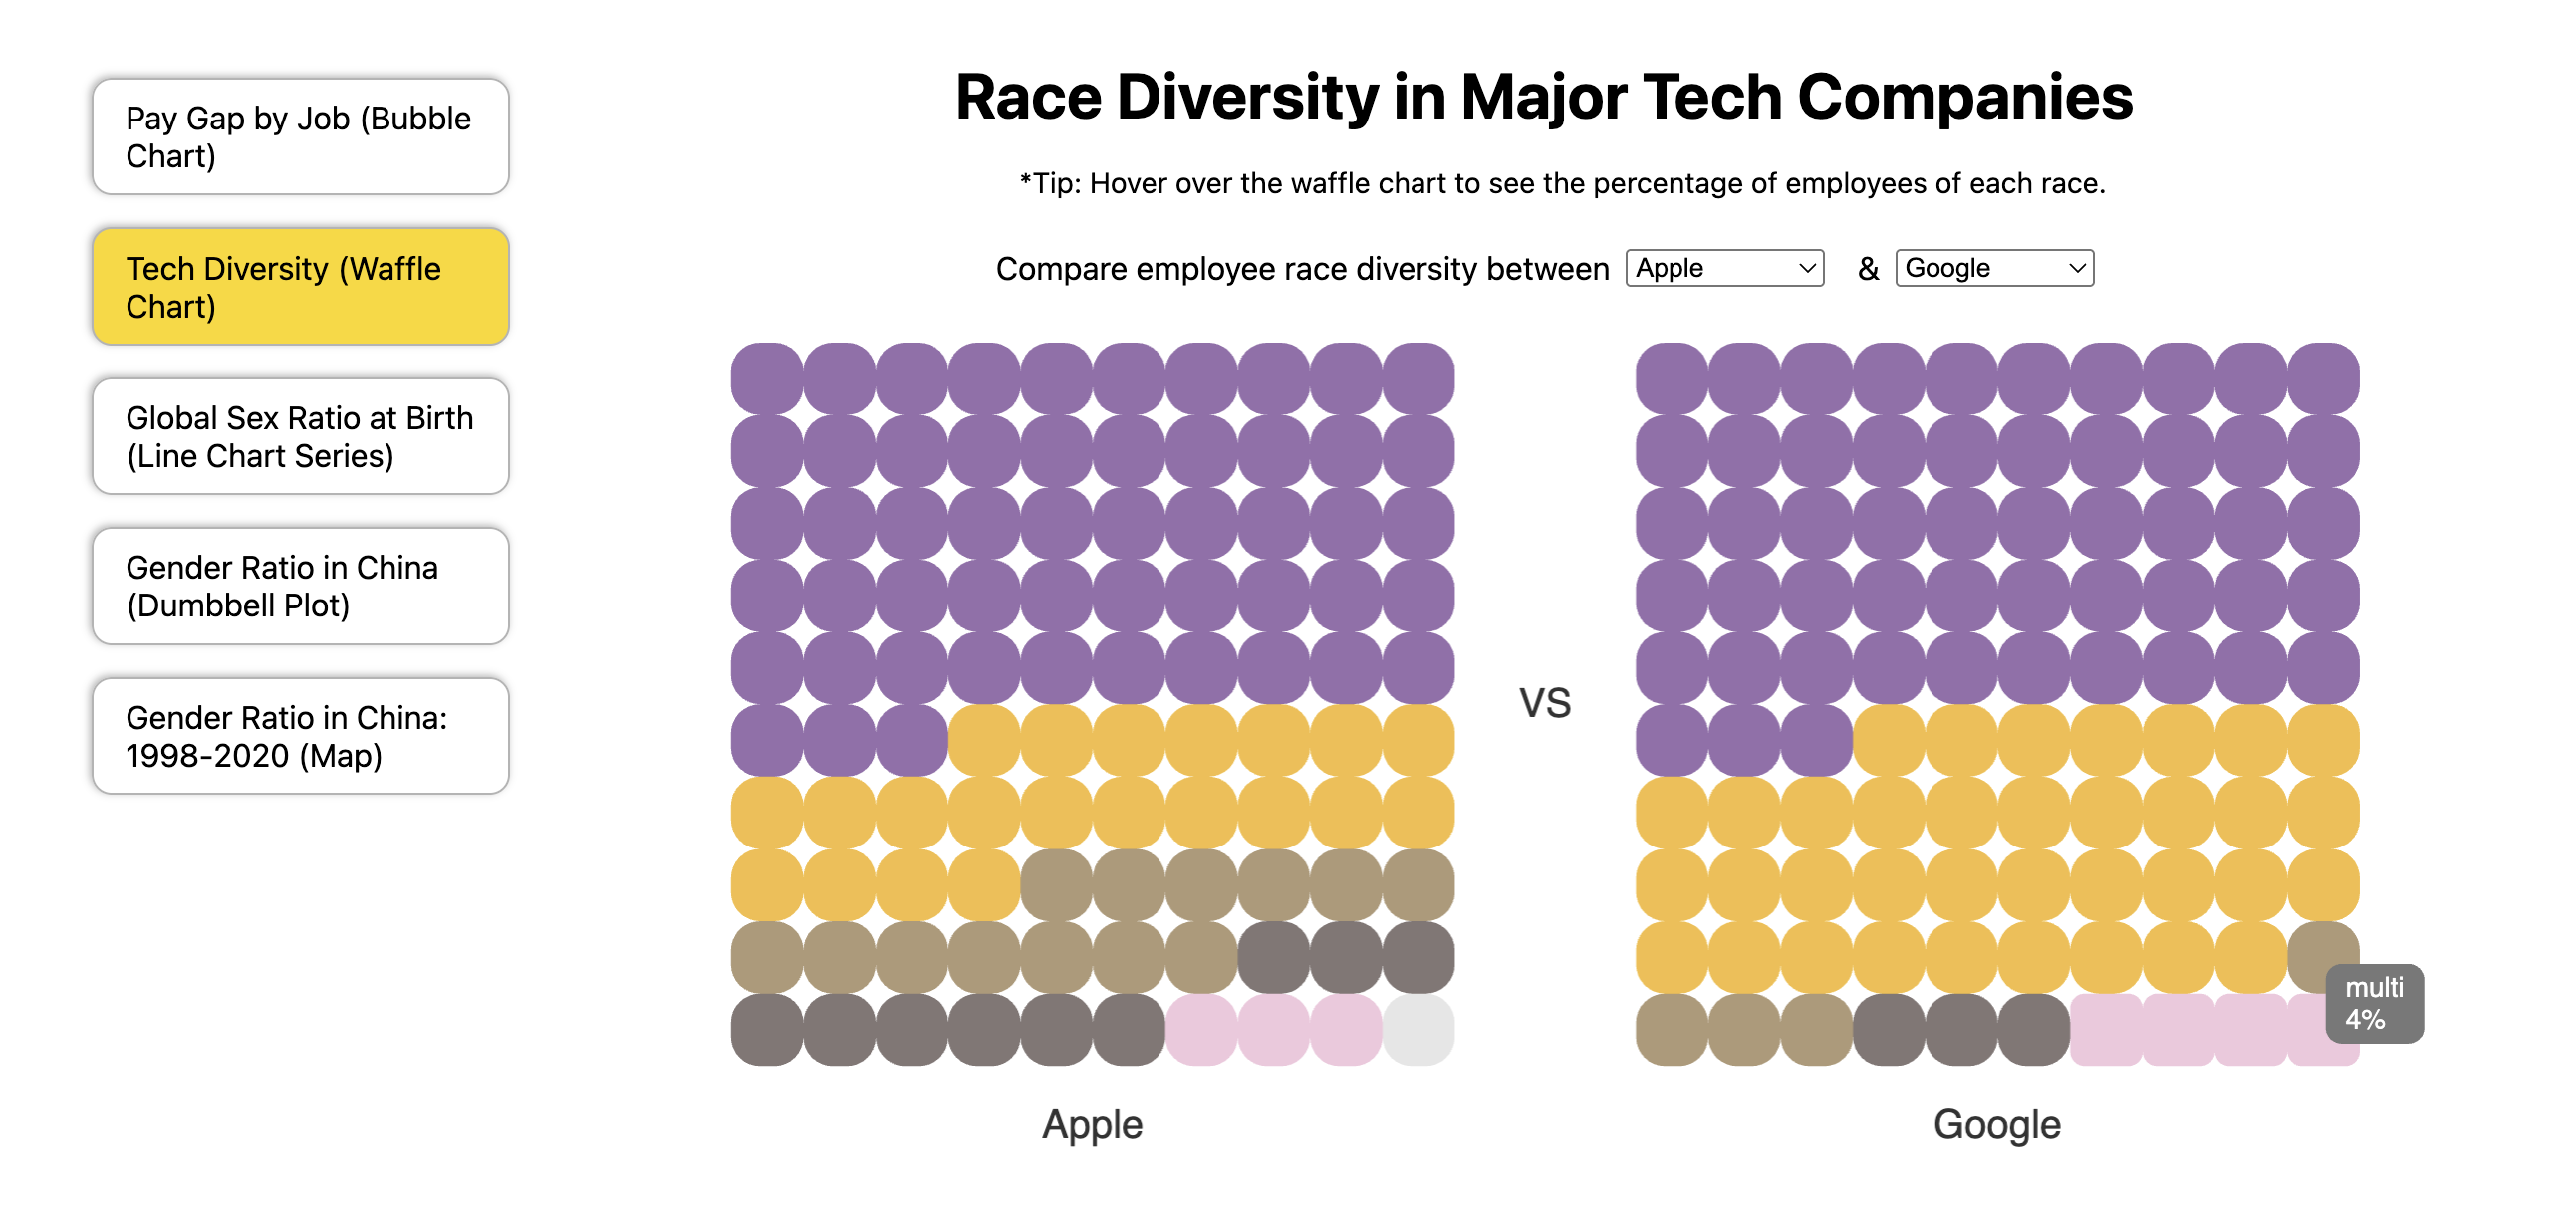 Pay Gap by Job (Bubble
Chart)
Tech Diversity (Waffle
Chart)
Global Sex Ratio at Birth
(Line Chart Series)
Gender Ratio in China
(Dumbbell Plot)
Gender Ratio in China:
1998-2020 (Map)
Race Diversity in Major Tech Companies
*Tip: Hover over the waffle chart to see the percentage of employees of each race.
Compare employee race diversity between Apple & Google
VS
multi
4%
Apple
Google